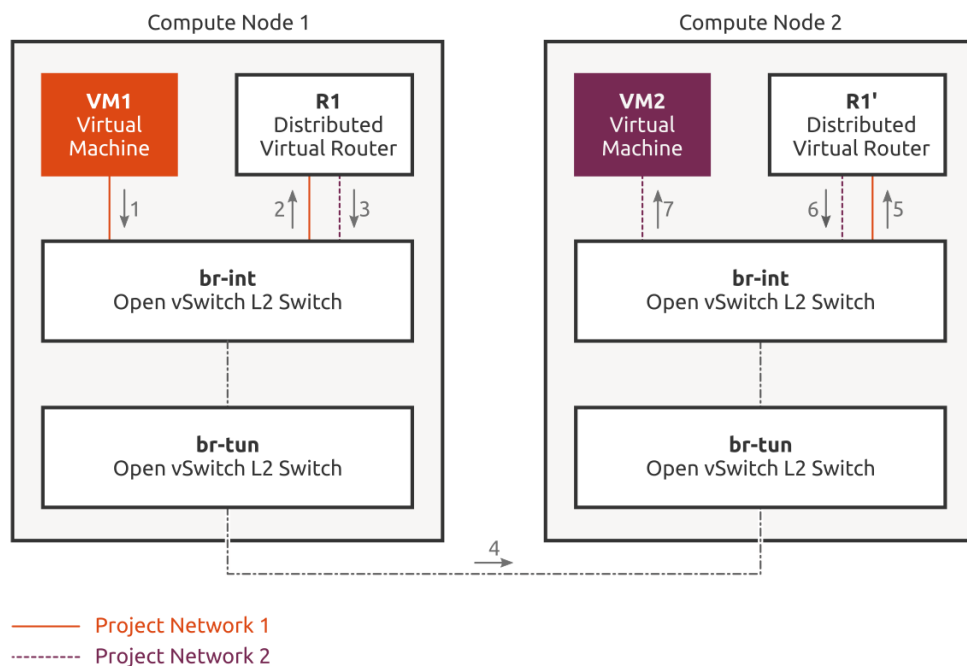 Compute Node 1
Compute Node 2
VM1
Virtual
Machine
R1
Distributed
Virtual Router
VM2
Virtual
Machine
R1'
Distributed
Virtual Router
1
2
3
7
6
5
br-int
Open vSwitch L2 Switch
br-int
Open vSwitch L2 Switch
br-tun
Open vSwitch L2 Switch
br-tun
Open vSwitch L2 Switch
4
Project Network 1
Project Network 2